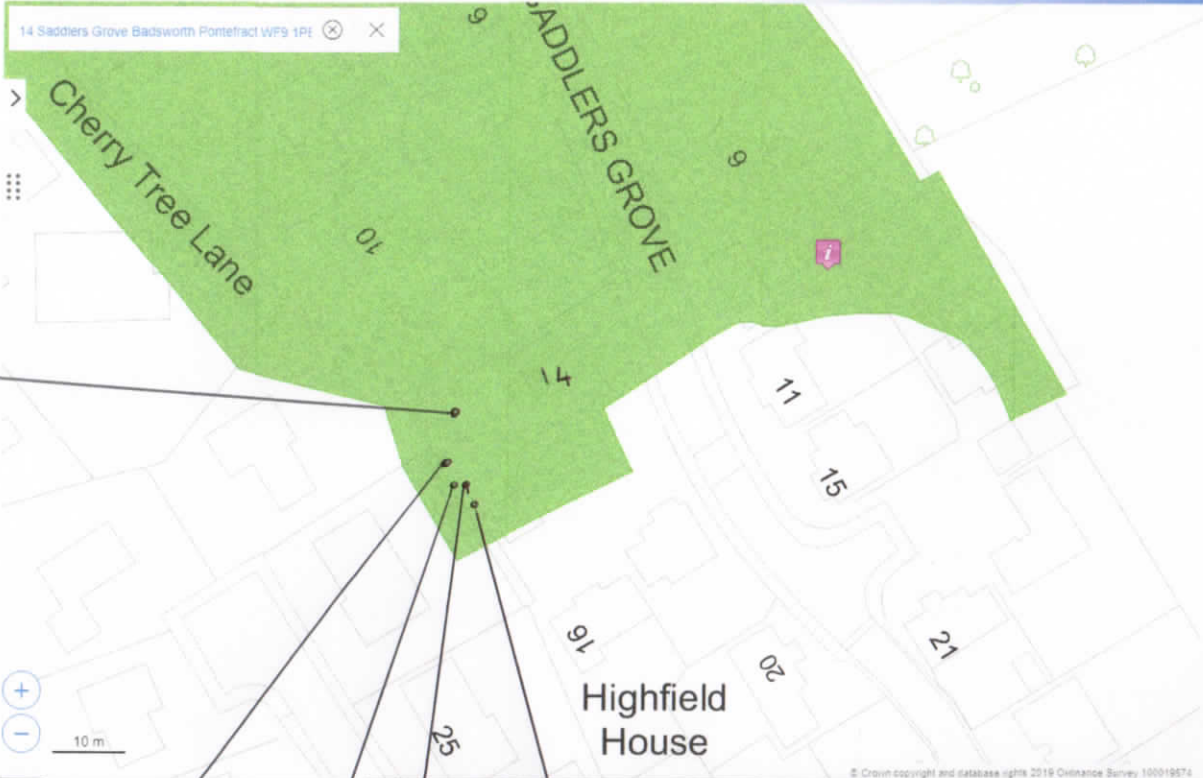 14 Saddlers Grove Badsworth Pontefract WF9 1PE
9
SADDLERS GROVE
Cherry Tree Lane
9
10
i
14
11
15
16
20
21
Highfield
House
25
10 m
© Crown copyright and database rights 2019 Ordnance Survey 100019574